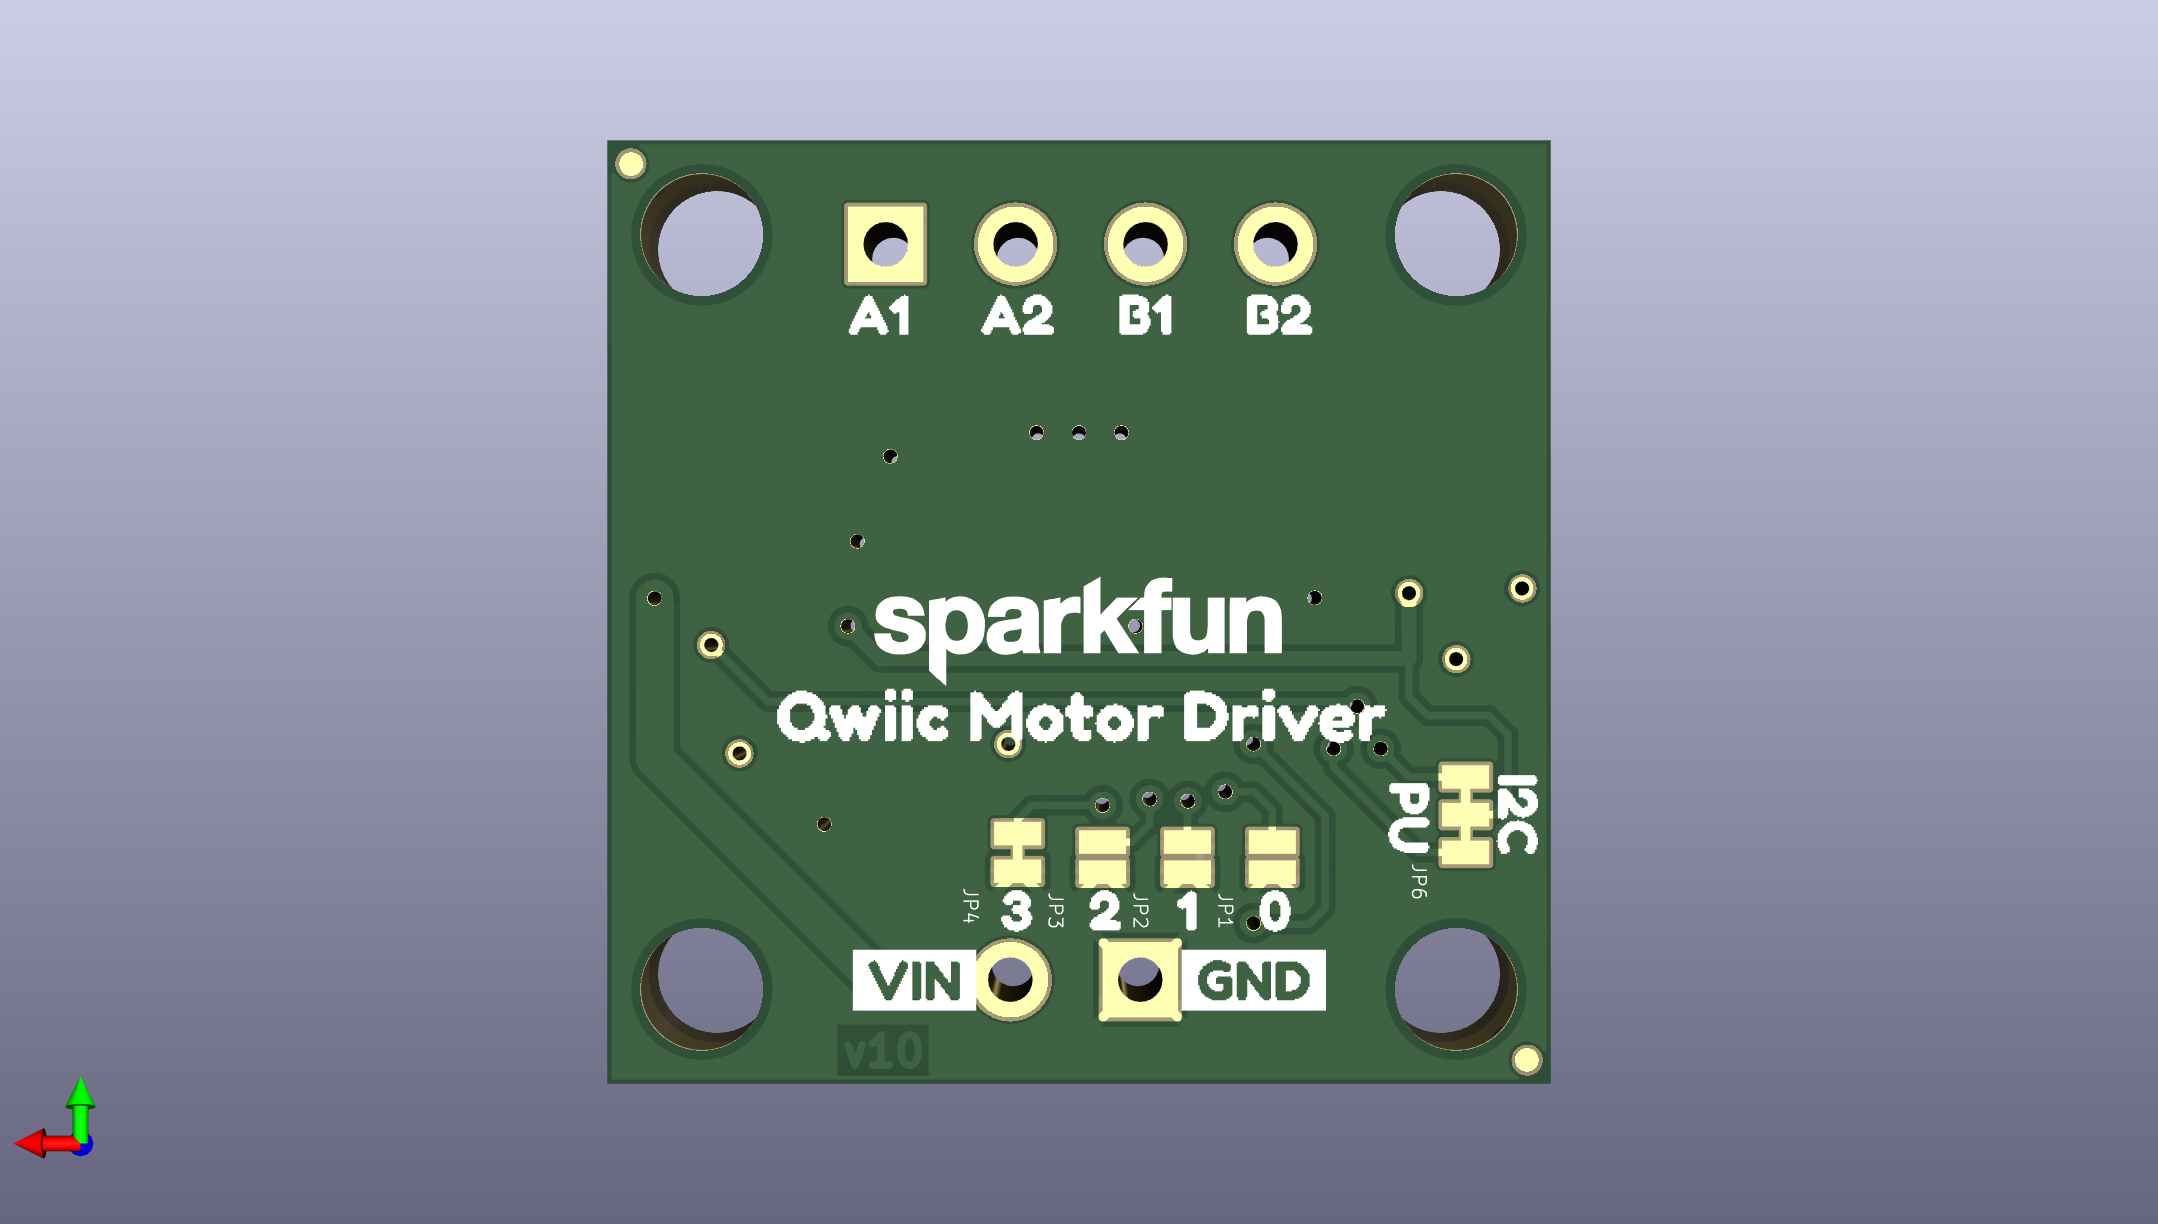 A1 A2 B1 B2
sparkfun
Qwiic Motor Driver
I2C
PU
JP6
JP4 3 JP3 2 JP2 1 JP1 0
VIN GND
v10